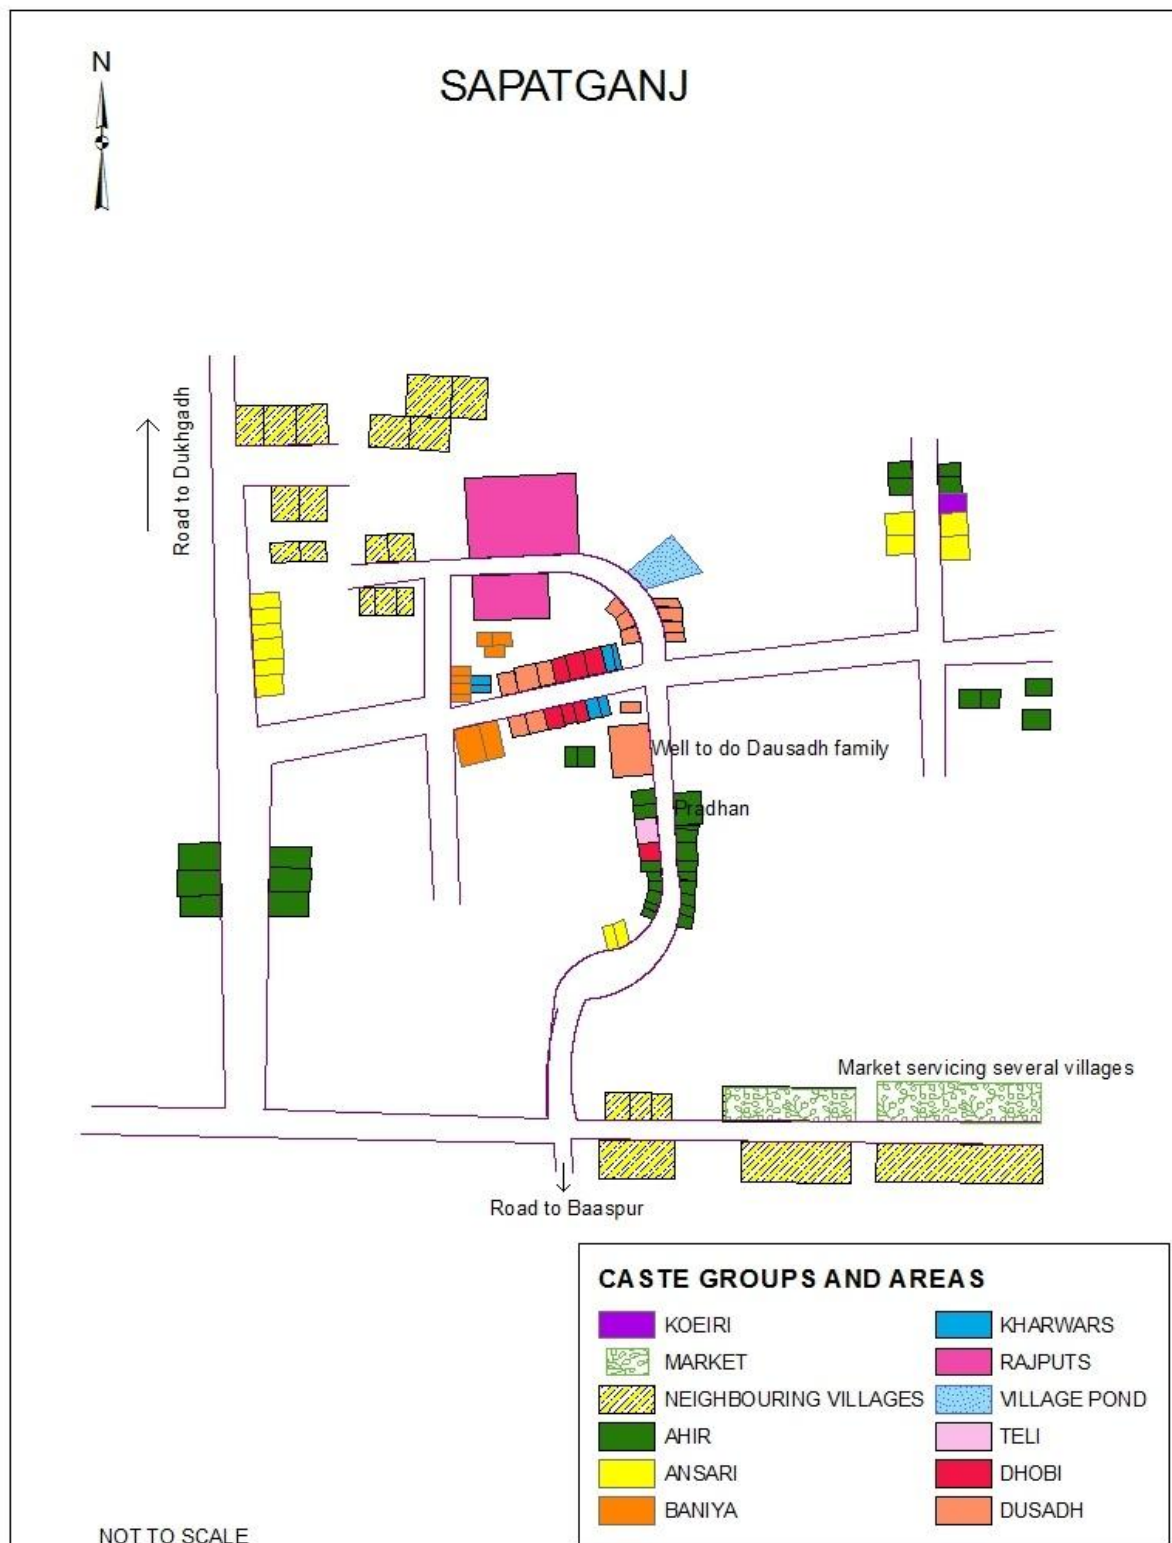 N
SAPATGANJ
Road to Dukhgadh
Well to do Dausadh family
Pradhan
Market servicing several villages
Road to Baaspur
CASTE GROUPS AND AREAS
KOEIRI
MARKET
NEIGHBOURING VILLAGES
AHIR
ANSARI
BANIYA
KHARWARS
RAJPUTS
VILLAGE POND
TELI
DHOBI
DUSADH
NOT TO SCALE